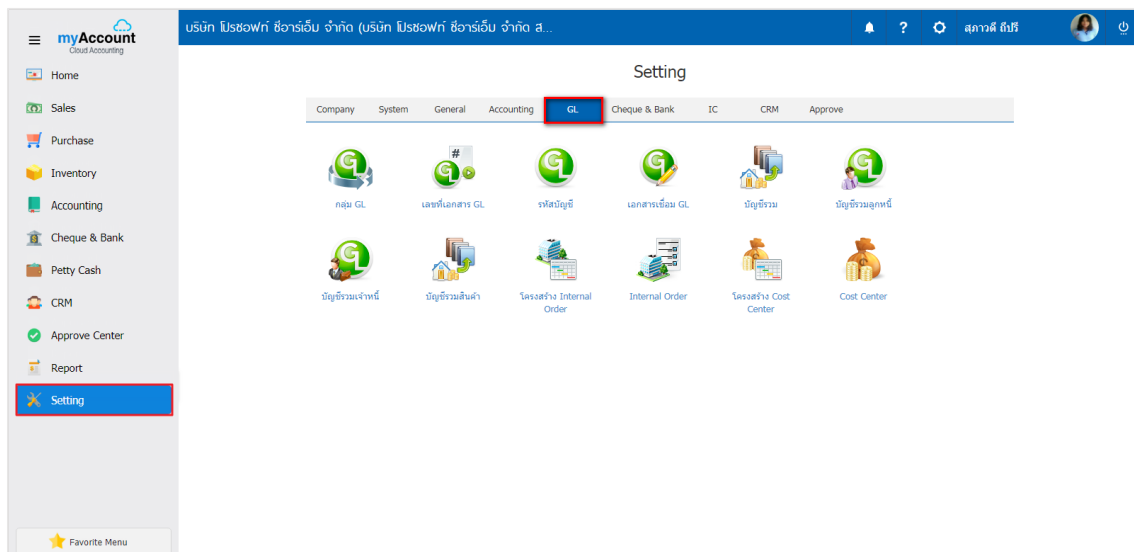 myAccount
Cloud Accounting
บริษัท โปรซอฟท์ ซีอาร์เอ็ม จำกัด (บริษัท โปรซอฟท์ ซีอาร์เอ็ม จำกัด ส...
?
สุภาวดี ถีปรี
Home
Sales
Purchase
Inventory
Accounting
Cheque & Bank
Petty Cash
CRM
Approve Center
Report
Setting
Favorite Menu
Setting
Company System General Accounting GL Cheque & Bank IC CRM Approve
กลุ่ม GL เลขที่เอกสาร GL รหัสบัญชี เอกสารเชื่อม GL บัญชีรวม บัญชีรวมลูกหนี้
บัญชีรวมเจ้าหนี้ บัญชีรวมสินค้า โครงสร้าง Internal Order Internal Order โครงสร้าง Cost Center Cost Center